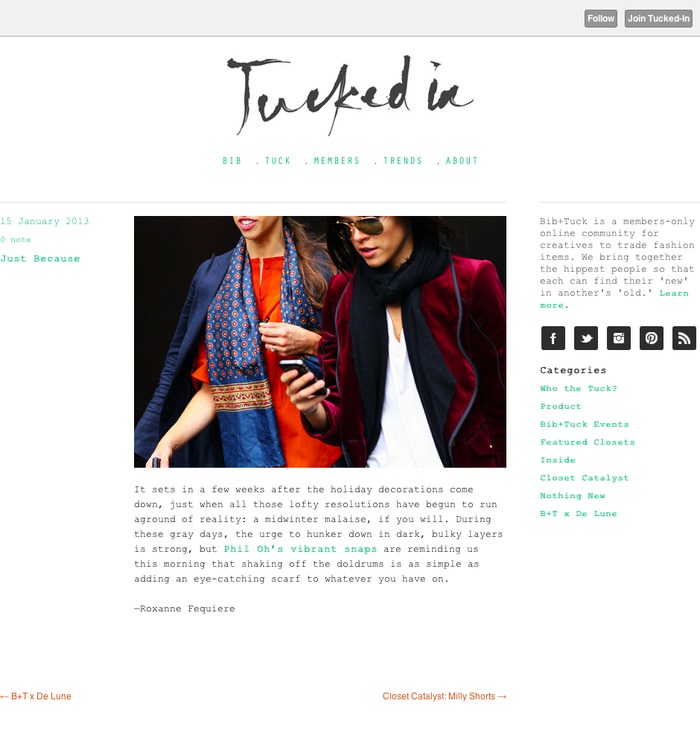 Follow
Join Tucked-In
Tucked in
BIB . TUCK . MEMBERS . TRENDS . ABOUT
15 January 2013
0 note
Just Because
It sets in a few weeks after the holiday decorations come
down, just when all those lofty resolutions have begun to run
aground of reality: a midwinter malaise, if you will. During
these gray days, the urge to hunker down in dark, bulky layers
is strong, but Phil Oh’s vibrant snaps are reminding us
this morning that shaking off the doldrums is as simple as
adding an eye-catching scarf to whatever you have on.
—Roxanne Fequiere
← B+T x De Lune
Closet Catalyst: Milly Shorts →
Bib+Tuck is a members-only
online community for
creatives to trade fashion
items. We bring together
the hippest people so that
each can find their 'new'
in another's 'old.' Learn
more.
Categories
Who the Tuck?
Product
Bib+Tuck Events
Featured Closets
Inside
Closet Catalyst
Nothing New
B+T x De Lune